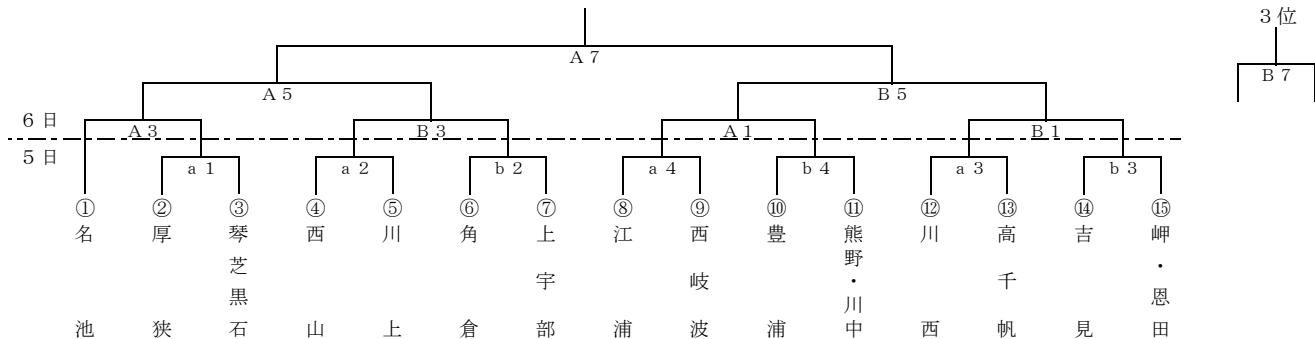 3位
A7
B7
A5
B5
6日
A3
B3
A1
B1
5日
a1
a2
b2
a4
b4
a3
b3
① ② ③ ④ ⑤ ⑥ ⑦ ⑧ ⑨ ⑩ ⑪ ⑫ ⑬ ⑭ ⑮
名池
厚狭
琴芝黒石
西山
川上
角倉
上宇部
江浦
西岐波
豊浦
熊野・川中
川西
高千帆
吉見
岬・恩田